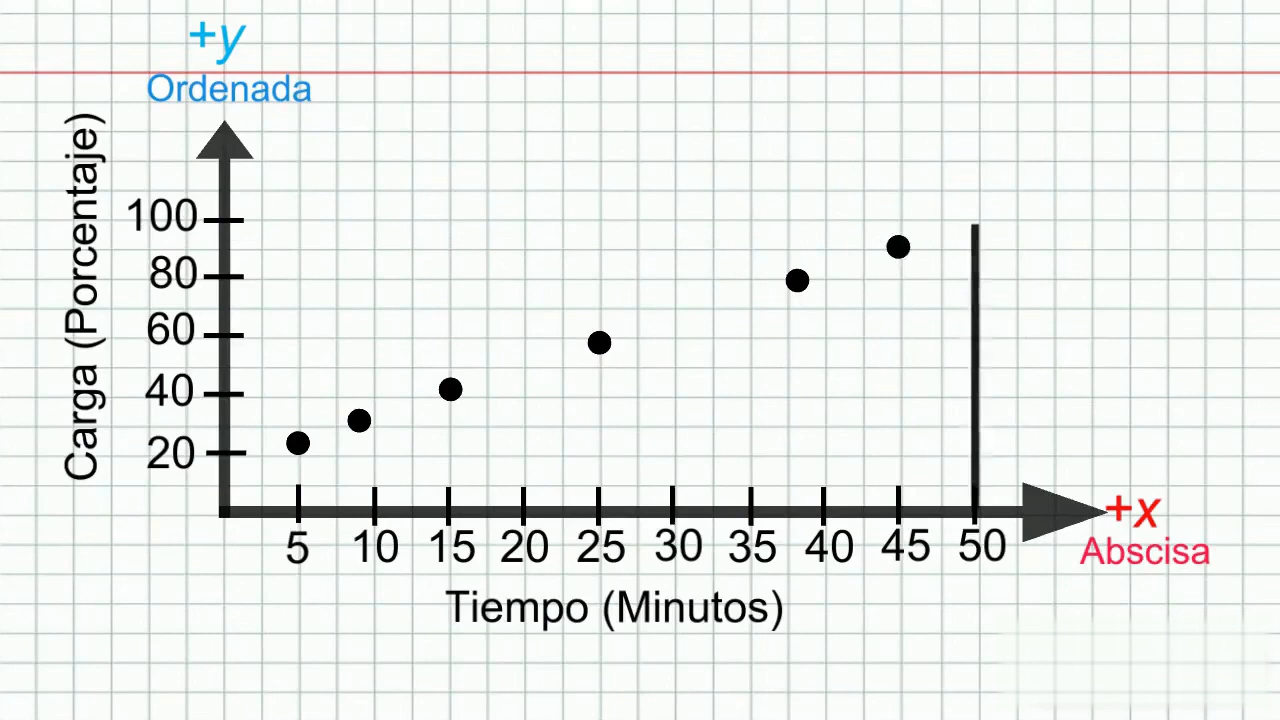 +y
Ordenada
Carga (Porcentaje)
100
80
60
40
20
5 10 15 20 25 30 35 40 45 50
+x
Abscisa
Tiempo (Minutos)